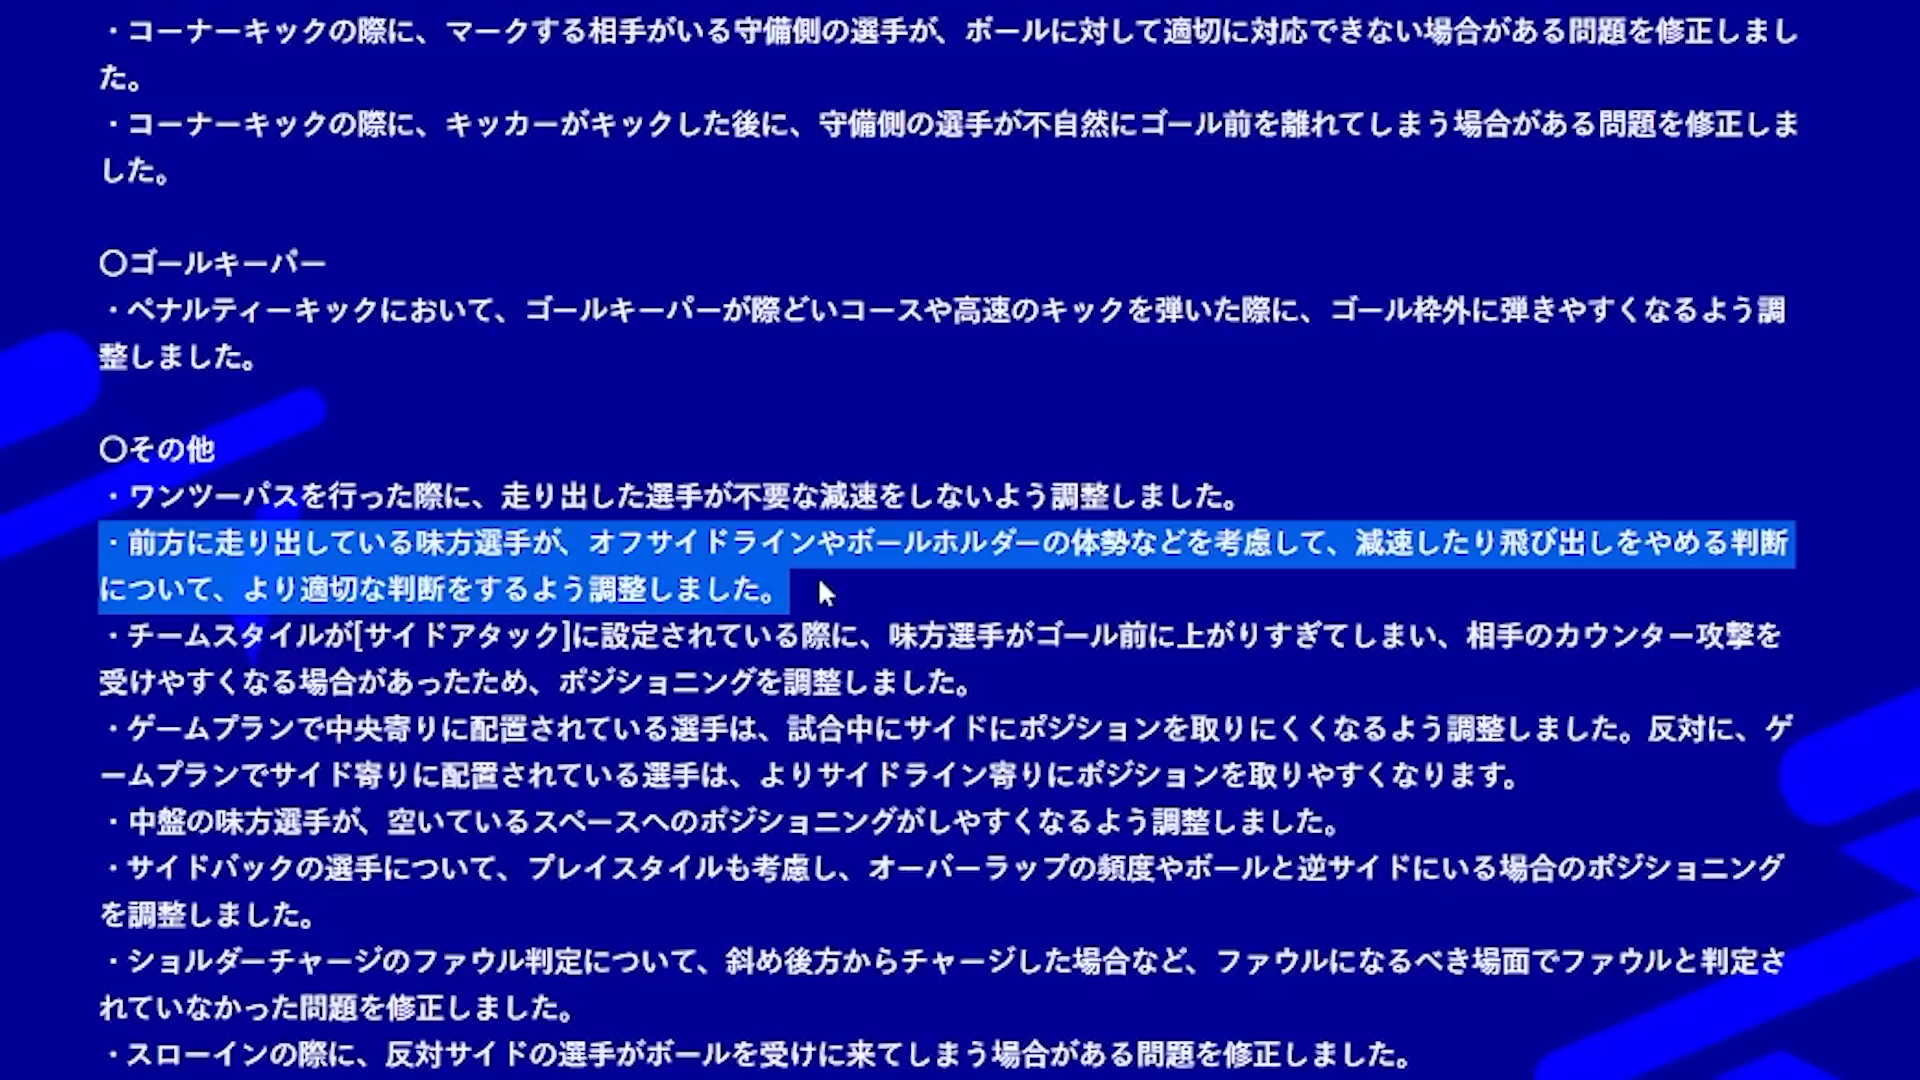 ・コーナーキックの際に、マークする相手がいる守備側の選手が、ボールに対して適切に対応できない場合がある問題を修正しまし
た。
・コーナーキックの際に、キッカーがキックした後に、守備側の選手が不自然にゴール前を離れてしまう場合がある問題を修正しま
した。
〇ゴールキーパー
・ペナルティーキックにおいて、ゴールキーパーが際どいコースや高速のキックを弾いた際に、ゴール枠外に弾きやすくなるよう調
整しました。
〇その他
・ワンツーパスを行った際に、走り出した選手が不要な減速をしないよう調整しました。
・前方に走り出している味方選手が、オフサイドラインやボールホルダーの体勢などを考慮して、減速したり飛び出しをやめる判断
について、より適切な判断をするよう調整しました。
・チームスタイルが[サイドアタック]に設定されている際に、味方選手がゴール前に上がりすぎてしまい、相手のカウンター攻撃を
受けやすくなる場合があったため、ポジショニングを調整しました。
・ゲームプランで中央寄りに配置されている選手は、試合中にサイドにポジションを取りにくくなるよう調整しました。反対に、ゲ
ームプランでサイド寄りに配置されている選手は、よりサイドライン寄りにポジションを取りやすくなります。
・中盤の味方選手が、空いているスペースへのポジショニングがしやすくなるよう調整しました。
・サイドバックの選手について、プレイスタイルも考慮し、オーバーラップの頻度やボールと逆サイドにいる場合のポジショニング
を調整しました。
・ショルダーチャージのファウル判定について、斜め後方からチャージした場合など、ファウルになるべき場面でファウルと判定さ
れていなかった問題を修正しました。
・スローインの際に、反対サイドの選手がボールを受けに来てしまう場合がある問題を修正しました。